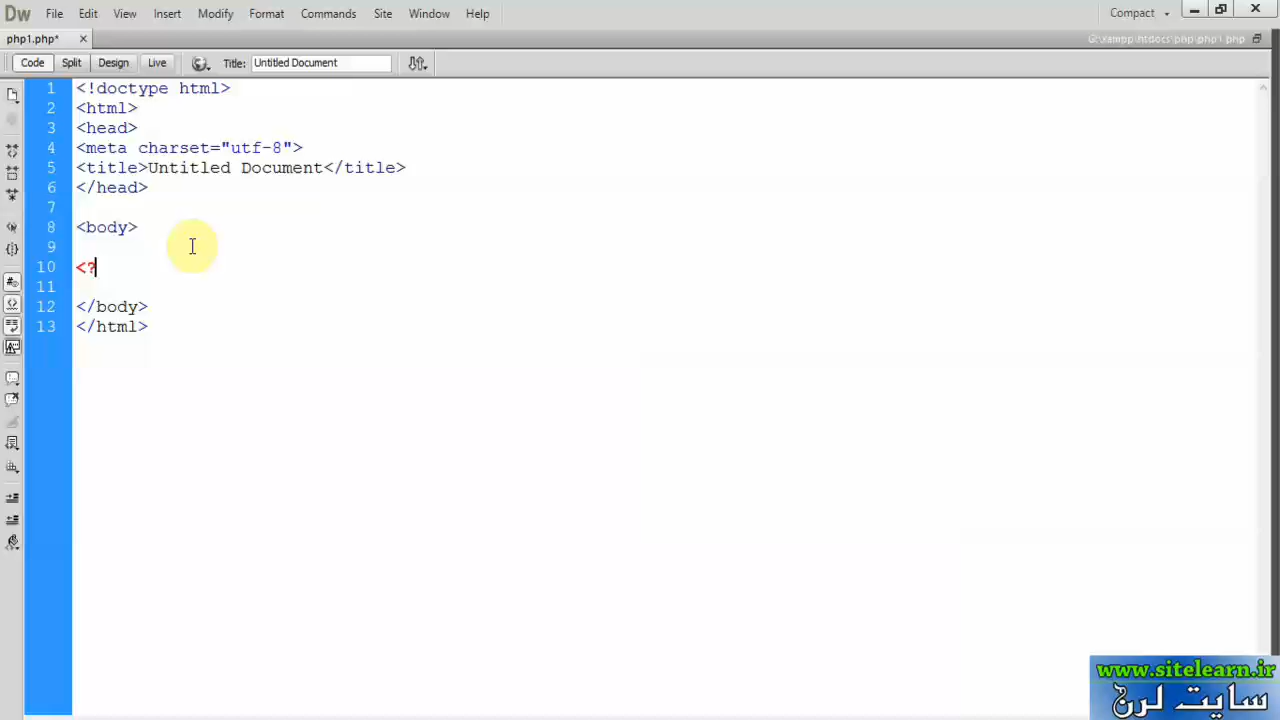 Dw File Edit View Insert Modify Format Commands Site Window Help Compact
php1.php* G:\xampp\htdocs\php\php1.php
Code Split Design Live Title: Untitled Document
1 <!doctype html>
2 <html>
3 <head>
4 <meta charset="utf-8">
5 <title>Untitled Document</title>
6 </head>
7
8 <body>
9
10 <?
11
12 </body>
13 </html>
www.sitelearn.ir
سایت لرن